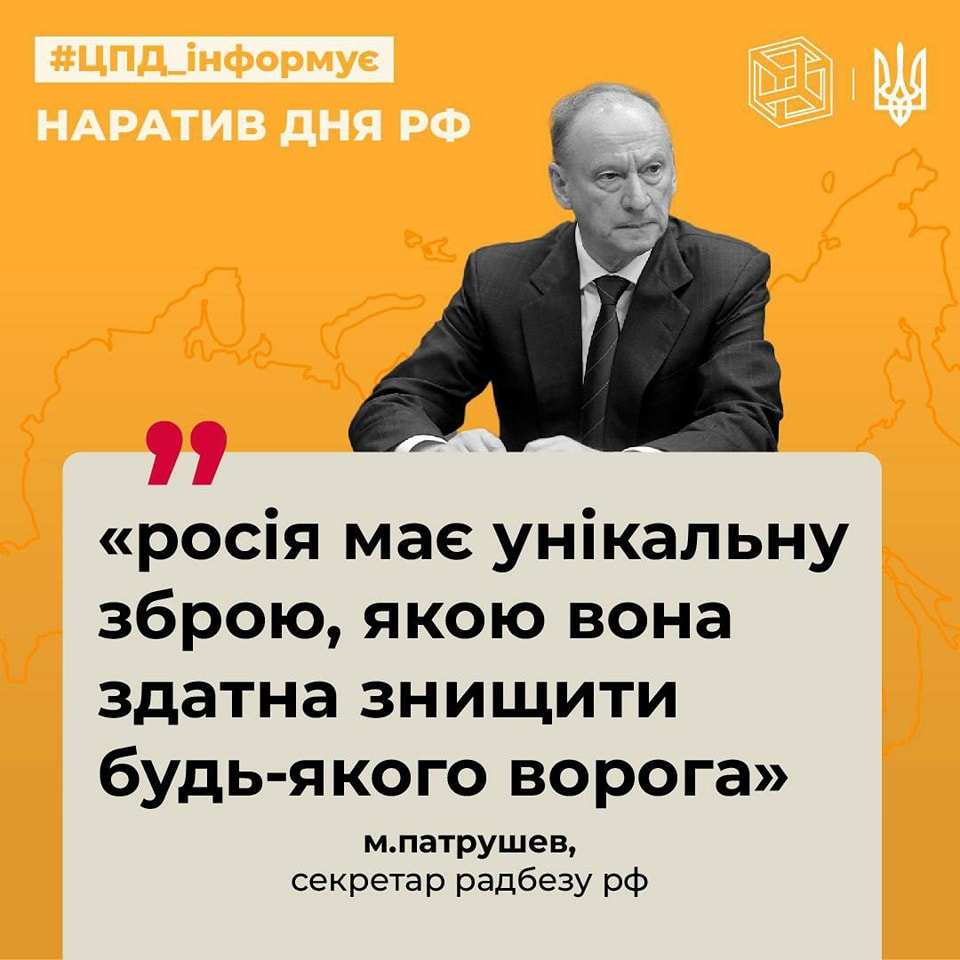 #ЦПД_інформує
НАРАТИВ ДНЯ РФ
«росія має унікальну
зброю, якою вона
здатна знищити
будь-якого ворога»
м.патрушев,
секретар радбезу рф